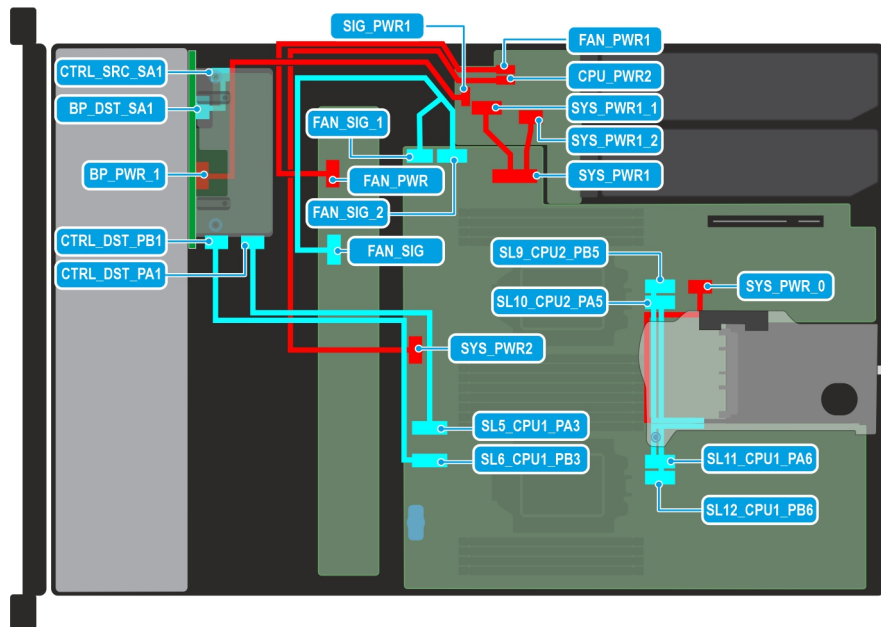 SIG_PWR1
FAN_PWR1
CTRL_SRC_SA1
CPU_PWR2
BP_DST_SA1
SYS_PWR1_1
FAN_SIG_1
SYS_PWR1_2
BP_PWR_1
FAN_PWR
SYS_PWR1
FAN_SIG_2
CTRL_DST_PB1
FAN_SIG
SL9_CPU2_PB5
CTRL_DST_PA1
SYS_PWR_0
SL10_CPU2_PA5
SYS_PWR2
SL5_CPU1_PA3
SL6_CPU1_PB3
SL11_CPU1_PA6
SL12_CPU1_PB6